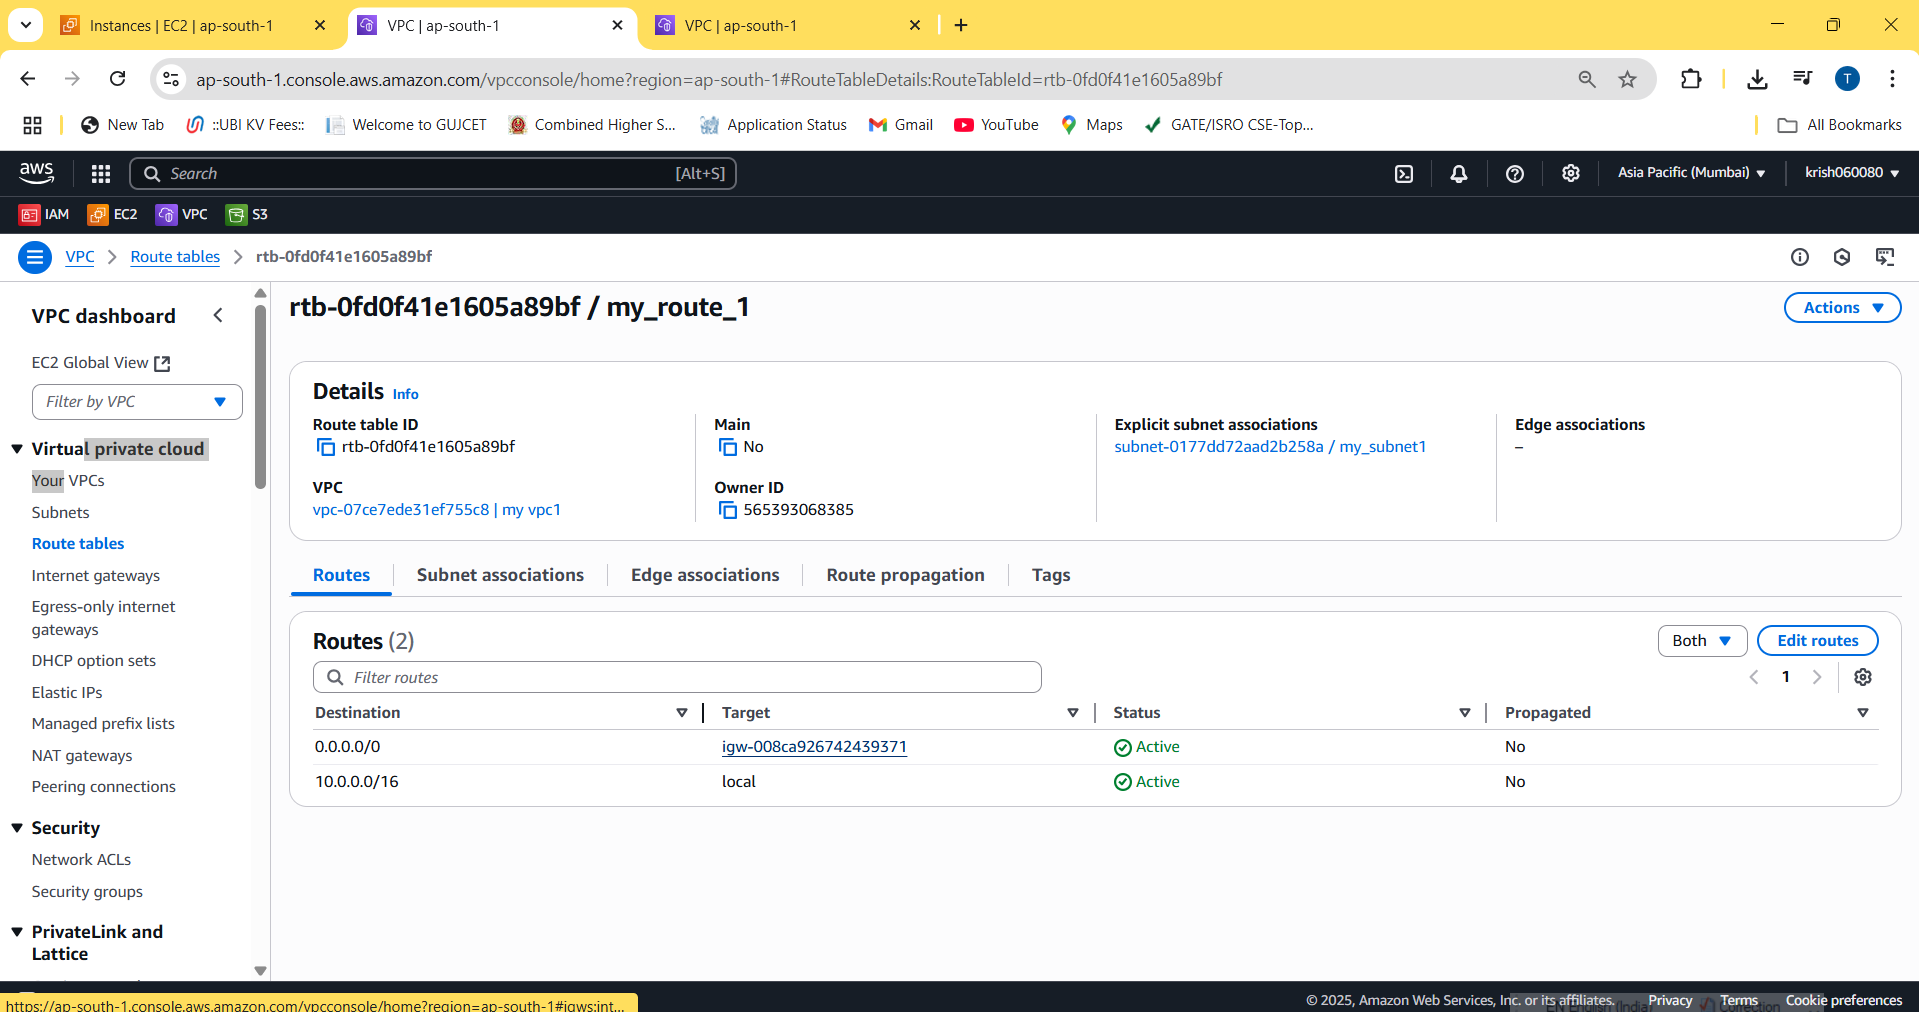 Instances | EC2 | ap-south-1
VPC | ap-south-1
VPC | ap-south-1
ap-south-1.console.aws.amazon.com/vpcconsole/home?region=ap-south-1#RouteTableDetails:RouteTableId=rtb-0fd0f41e1605a89bf
T
New Tab
::UBI KV Fees::
Welcome to GUJCET
Combined Higher S...
Application Status
Gmail
YouTube
Maps
GATE/ISRO CSE-Top...
All Bookmarks
aws
Search
[Alt+S]
Asia Pacific (Mumbai)
krish060080
IAM
EC2
VPC
S3
VPC > Route tables > rtb-0fd0f41e1605a89bf
VPC dashboard
EC2 Global View
Filter by VPC
Virtual private cloud
Your VPCs
Subnets
Route tables
Internet gateways
Egress-only internet
gateways
DHCP option sets
Elastic IPs
Managed prefix lists
NAT gateways
Peering connections
Security
Network ACLs
Security groups
PrivateLink and
Lattice
rtb-0fd0f41e1605a89bf / my_route_1
Actions
Details Info
Route table ID
rtb-0fd0f41e1605a89bf
Main
No
Explicit subnet associations
subnet-0177dd72aad2b258a / my_subnet1
Edge associations
–
VPC
vpc-07ce7ede31ef755c8 | my vpc1
Owner ID
565393068385
Routes
Subnet associations
Edge associations
Route propagation
Tags
Routes (2)
Both
Edit routes
Filter routes
1
Destination Target Status Propagated
0.0.0.0/0 igw-008ca926742439371 Active No
10.0.0.0/16 local Active No
https://ap-south-1.console.aws.amazon.com/vpcconsole/home?region=ap-south-1#igws:int...
© 2025, Amazon Web Services, Inc. or its affiliates.
Privacy
Terms
Cookie preferences
EN English (India)
Correction